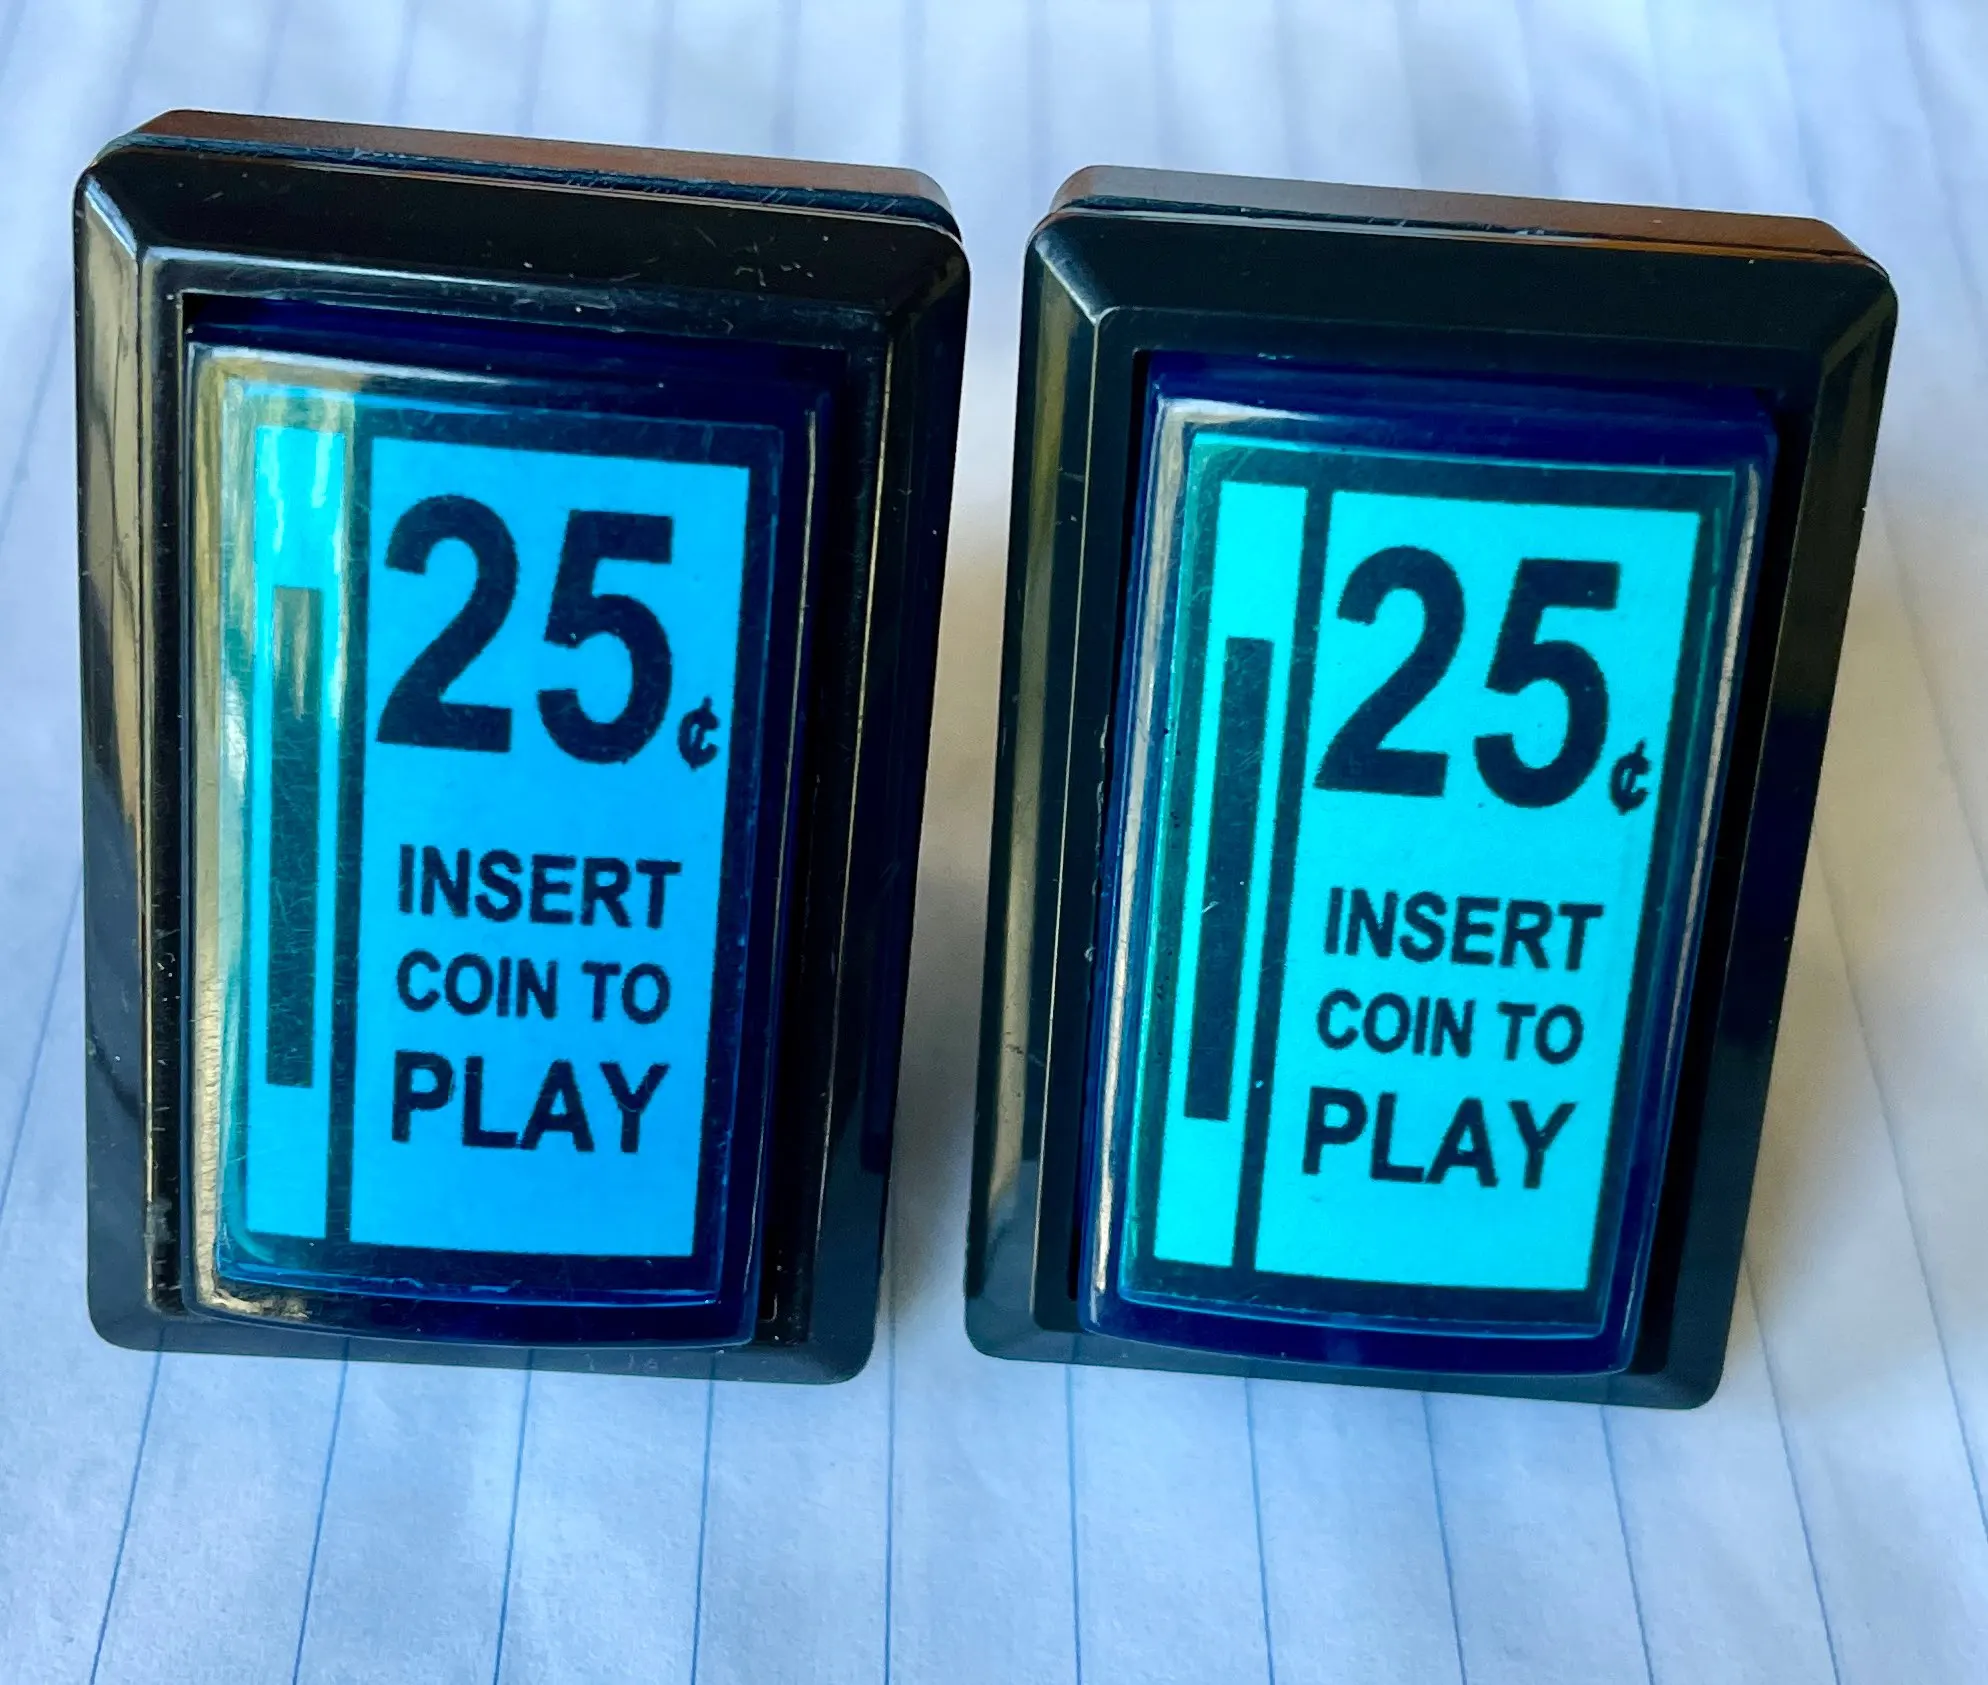 25¢
INSERT
COIN TO
PLAY
25¢
INSERT
COIN TO
PLAY